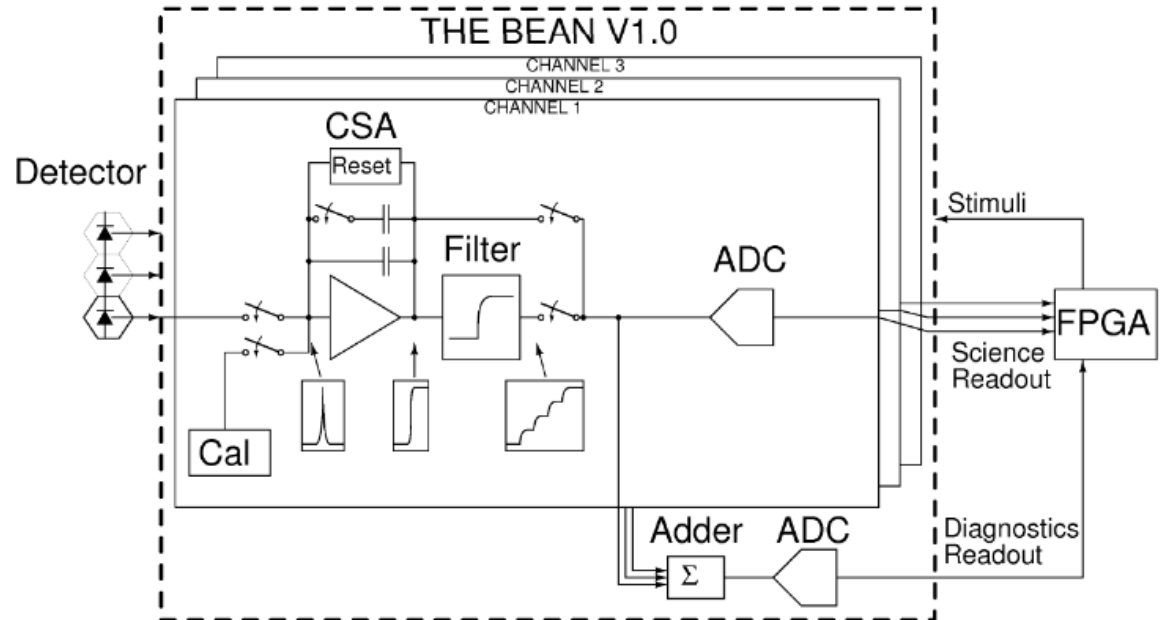 THE BEAN V1.0
CHANNEL 3
CHANNEL 2
CHANNEL 1
CSA
Reset
Detector
Filter
ADC
Stimuli
FPGA
Science
Readout
Cal
Adder
ADC
Σ
Diagnostics
Readout